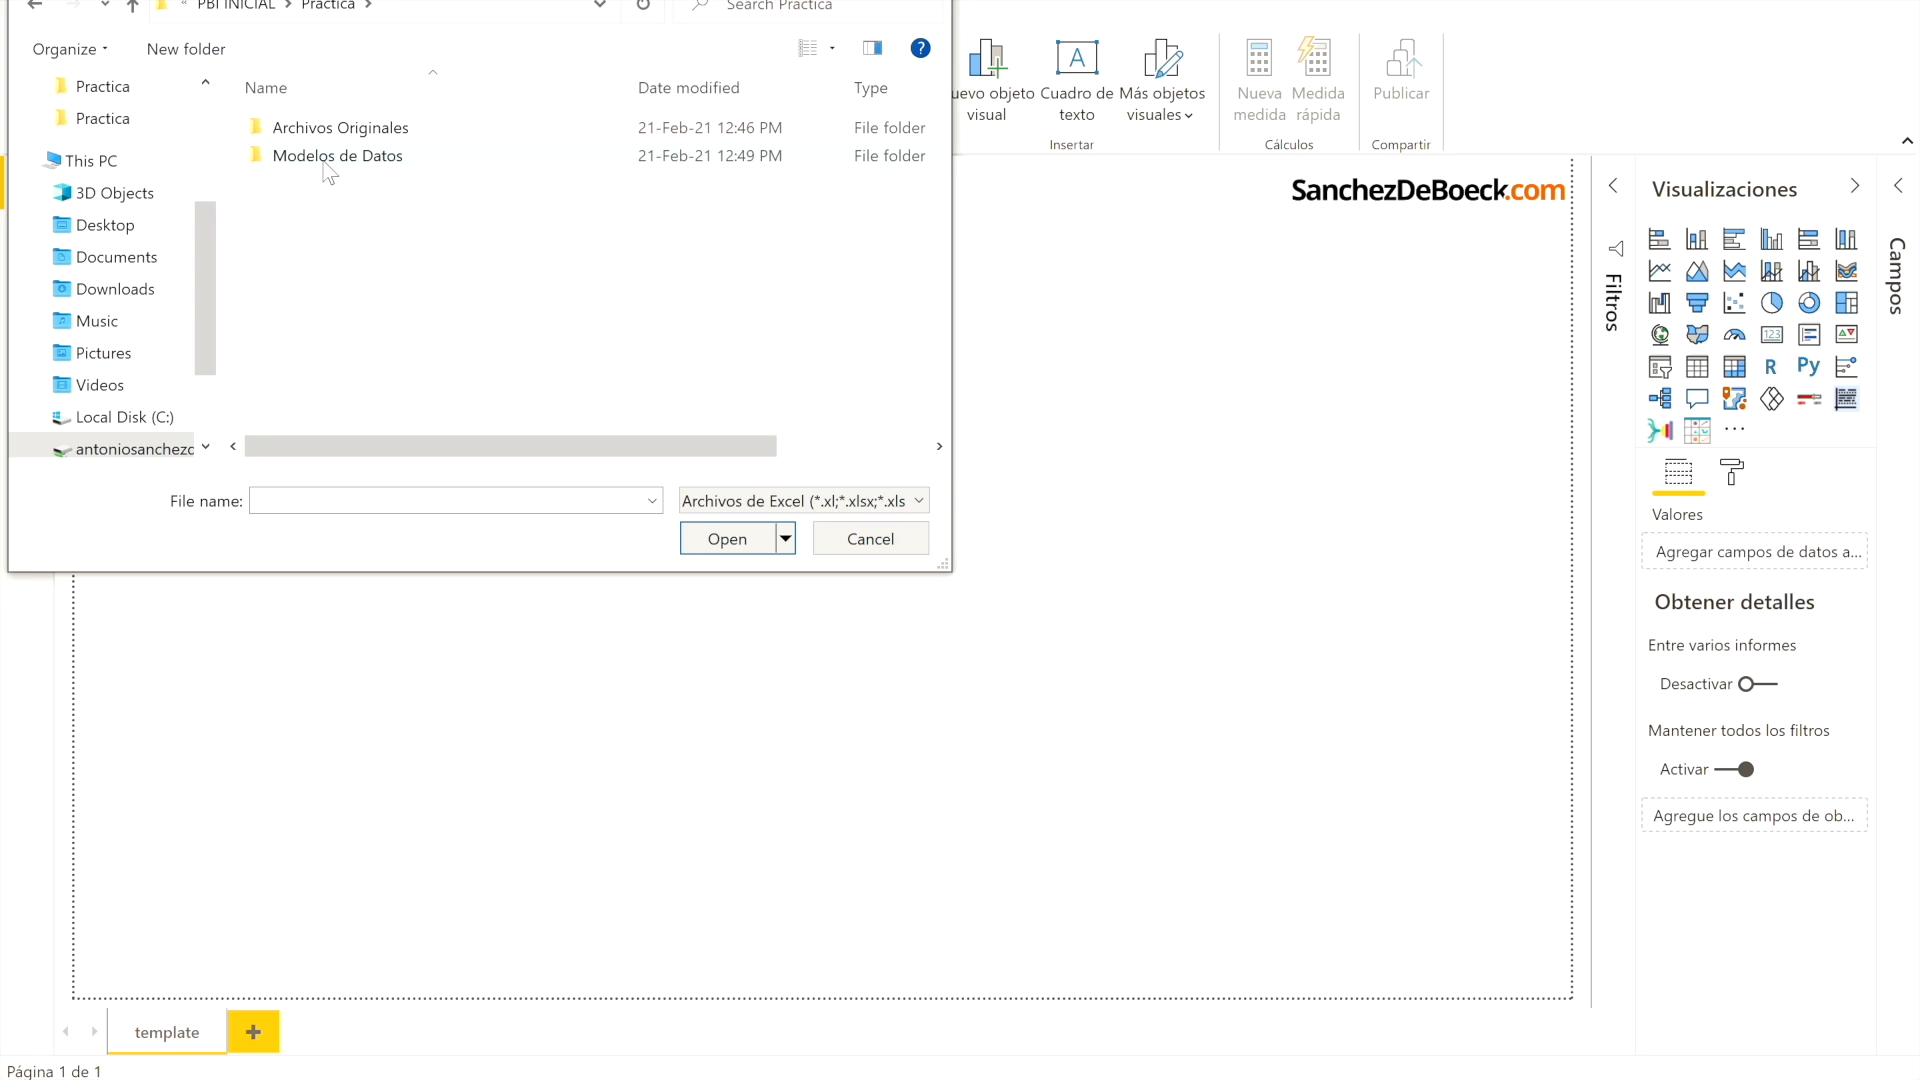 PBI INICIAL
Practica
Search Practica
Organize
New folder
Name
Date modified
Type
Practica
Practica
This PC
3D Objects
Desktop
Documents
Downloads
Music
Pictures
Videos
Local Disk (C:)
antoniosanchezd
Archivos Originales
21-Feb-21 12:46 PM
File folder
Modelos de Datos
21-Feb-21 12:49 PM
File folder
File name:
Archivos de Excel (*.xl;*.xlsx;*.xls
Open
Cancel
uevo objeto
visual
Cuadro de
texto
Más objetos
visuales
Insertar
Nueva
medida
Medida
rápida
Cálculos
Publicar
Compartir
SanchezDeBoeck.com
Filtros
Visualizaciones
R
Py
123
Valores
Agregar campos de datos a...
Obtener detalles
Entre varios informes
Desactivar
Mantener todos los filtros
Activar
Agregue los campos de ob...
Campos
template
Página 1 de 1